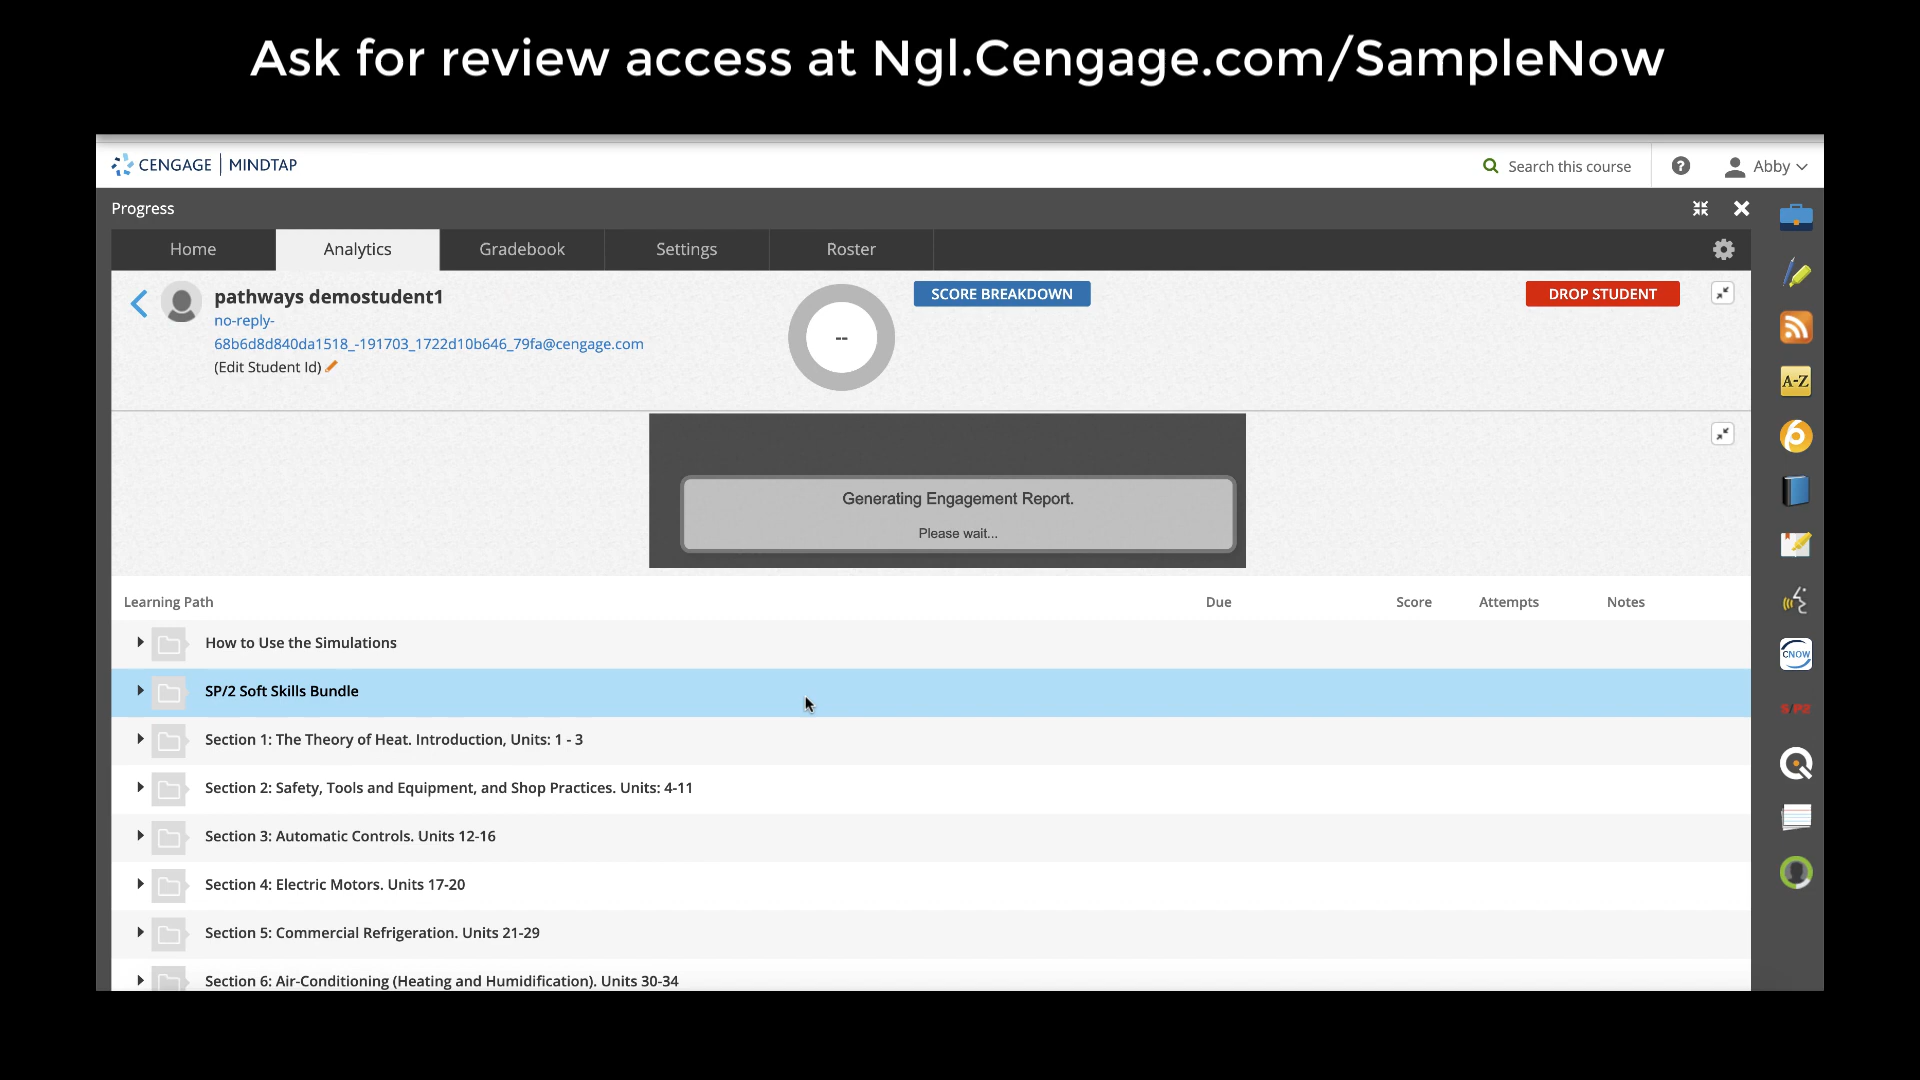 Ask for review access at Ngl.Cengage.com/SampleNow
CENGAGE | MINDTAP
Search this course
?
Abby
Progress
Home
Analytics
Gradebook
Settings
Roster
pathways demostudent1
no-reply-
68b6d8d840da1518_-191703_1722d10b646_79fa@cengage.com
(Edit Student Id)
--
SCORE BREAKDOWN
DROP STUDENT
A-Z
Generating Engagement Report.
Please wait...
Learning Path
Due
Score
Attempts
Notes
How to Use the Simulations
SP/2 Soft Skills Bundle
Section 1: The Theory of Heat. Introduction, Units: 1 - 3
Section 2: Safety, Tools and Equipment, and Shop Practices. Units: 4-11
Section 3: Automatic Controls. Units 12-16
Section 4: Electric Motors. Units 17-20
Section 5: Commercial Refrigeration. Units 21-29
Section 6: Air-Conditioning (Heating and Humidification). Units 30-34
CNOW
S/P2